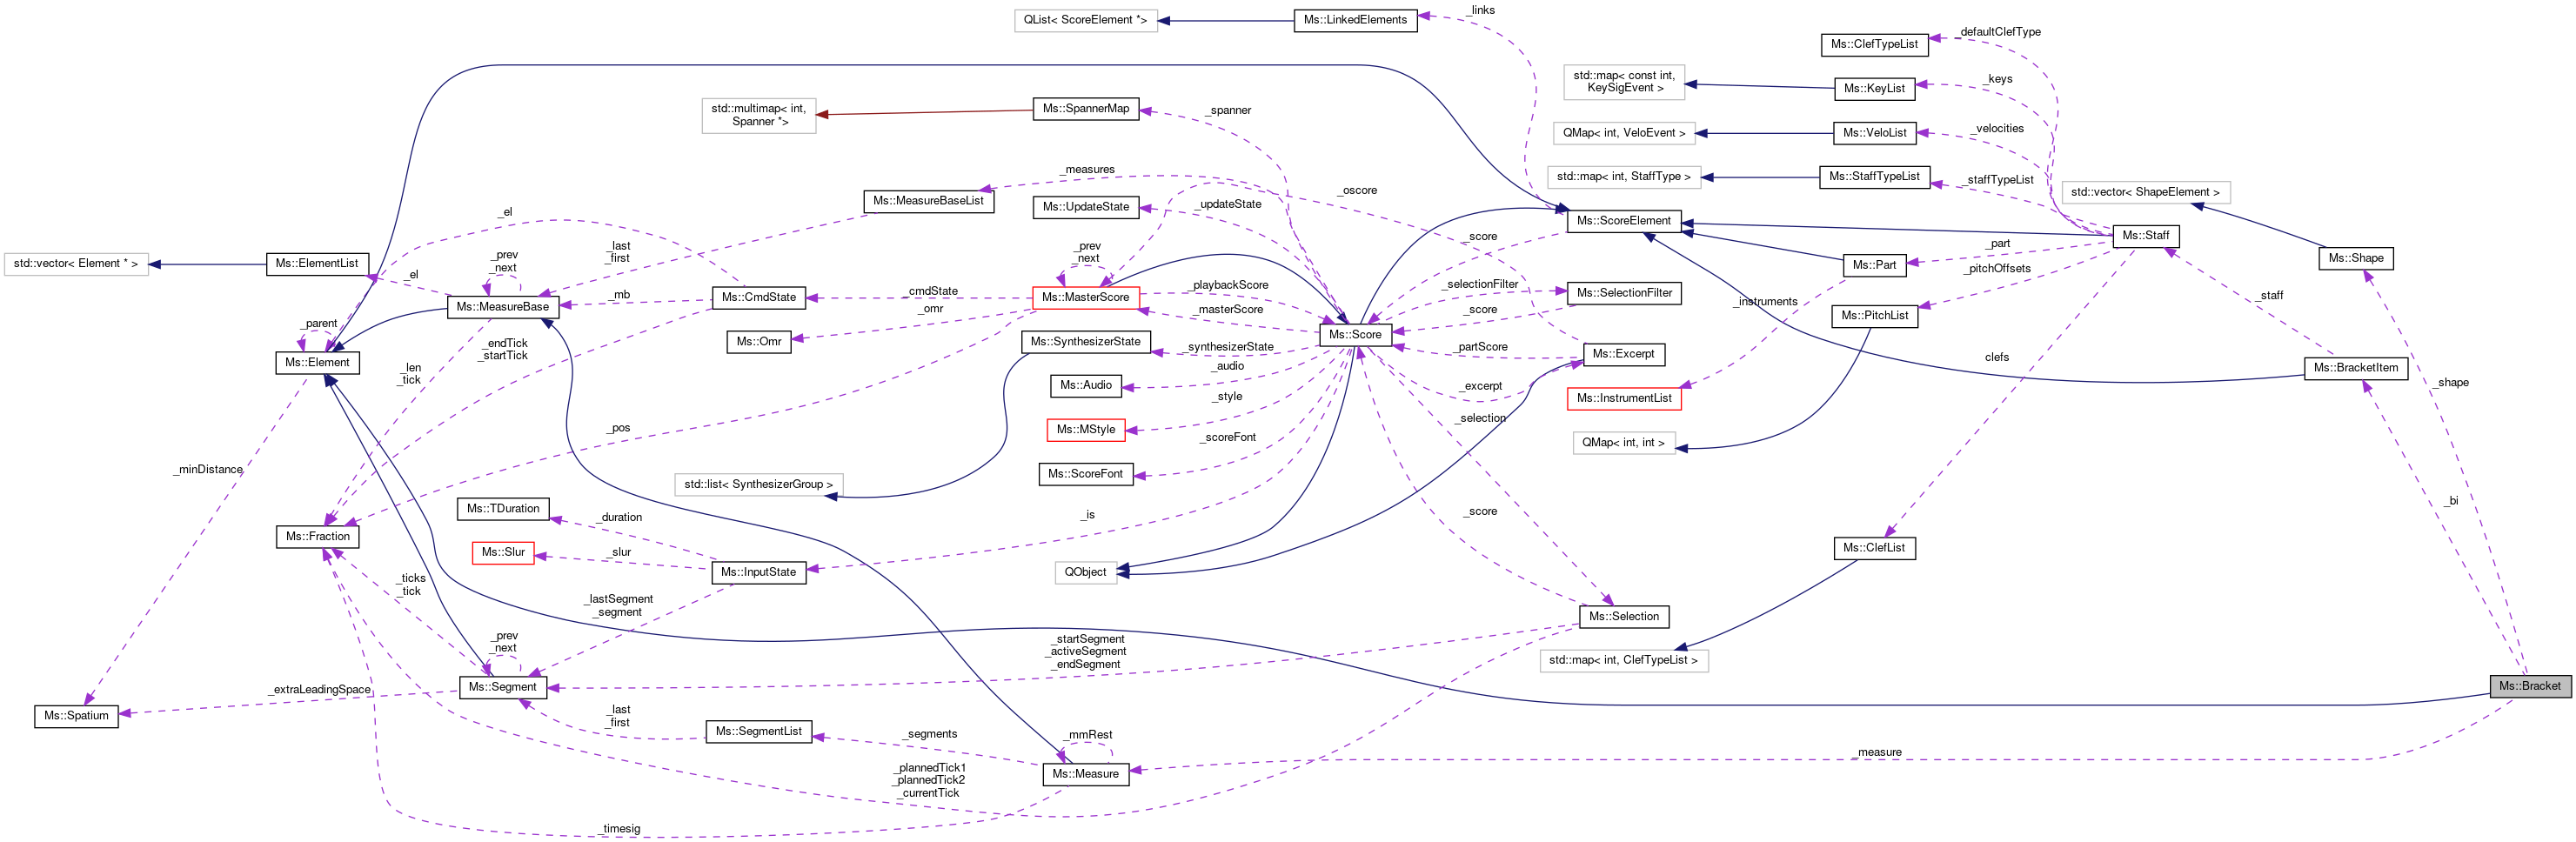 QList< ScoreElement *>
Ms::LinkedElements
_links
Ms::ClefTypeList
_defaultClefType
std::map< const int,
KeySigEvent >
Ms::KeyList
_keys
std::multimap< int,
Spanner *>
Ms::SpannerMap
_spanner
QMap< int, VeloEvent >
Ms::VeloList
_velocities
_measures
std::map< int, StaffType >
Ms::StaffTypeList
_staffTypeList
std::vector< ShapeElement >
_oscore
Ms::MeasureBaseList
Ms::UpdateState
_updateState
_el
Ms::ScoreElement
Ms::Staff
_score
_part
_last
_first
_prev
_next
_prev
_next
std::vector< Element * >
Ms::ElementList
_el
Ms::Part
_pitchOffsets
Ms::Shape
Ms::MeasureBase
_mb
Ms::CmdState
_cmdState
Ms::MasterScore
_playbackScore
_selectionFilter
Ms::SelectionFilter
_instruments
_staff
_omr
_masterScore
_score
Ms::PitchList
_parent
Ms::Element
_endTick
_startTick
Ms::Omr
Ms::SynthesizerState
_synthesizerState
Ms::Score
_partScore
Ms::Excerpt
clefs
Ms::BracketItem
_len
_tick
_audio
Ms::Audio
_excerpt
_shape
_style
Ms::InstrumentList
_pos
Ms::MStyle
_selection
_scoreFont
QMap< int, int >
_minDistance
Ms::ScoreFont
std::list< SynthesizerGroup >
Ms::TDuration
_duration
_is
_score
_bi
Ms::Fraction
Ms::Slur
_slur
Ms::ClefList
Ms::InputState
QObject
_ticks
_tick
_lastSegment
_segment
Ms::Selection
_prev
_next
_startSegment
_activeSegment
_endSegment
std::map< int, ClefTypeList >
_extraLeadingSpace
Ms::Segment
Ms::Bracket
Ms::Spatium
_last
_first
Ms::SegmentList
_segments
_mmRest
_measure
_plannedTick1
_plannedTick2
_currentTick
Ms::Measure
_timesig